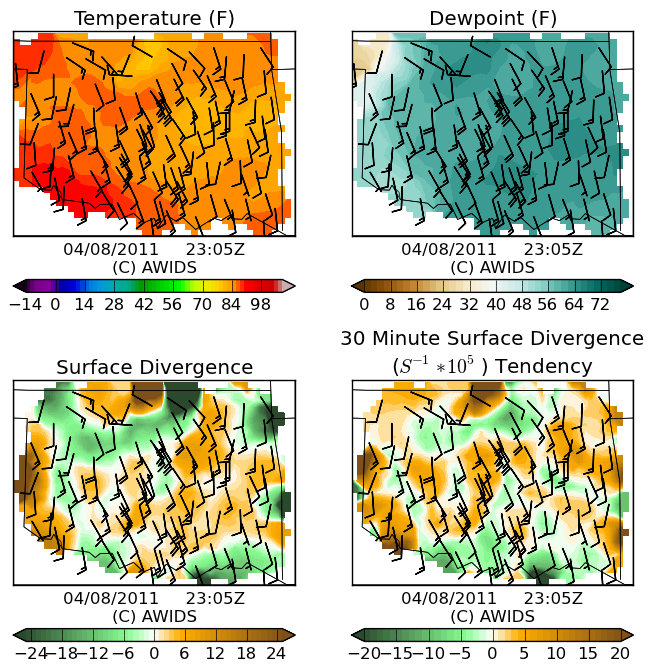 Temperature (F)
Dewpoint (F)
04/08/2011 23:05Z
(C) AWIDS
04/08/2011 23:05Z
(C) AWIDS
−14 0 14 28 42 56 70 84 98
0 8 16 24 32 40 48 56 64 72
30 Minute Surface Divergence
Surface Divergence
(S⁻¹ ∗10⁵ ) Tendency
04/08/2011 23:05Z
(C) AWIDS
04/08/2011 23:05Z
(C) AWIDS
−24−18−12 −6 0 6 12 18 24
−20−15−10 −5 0 5 10 15 20